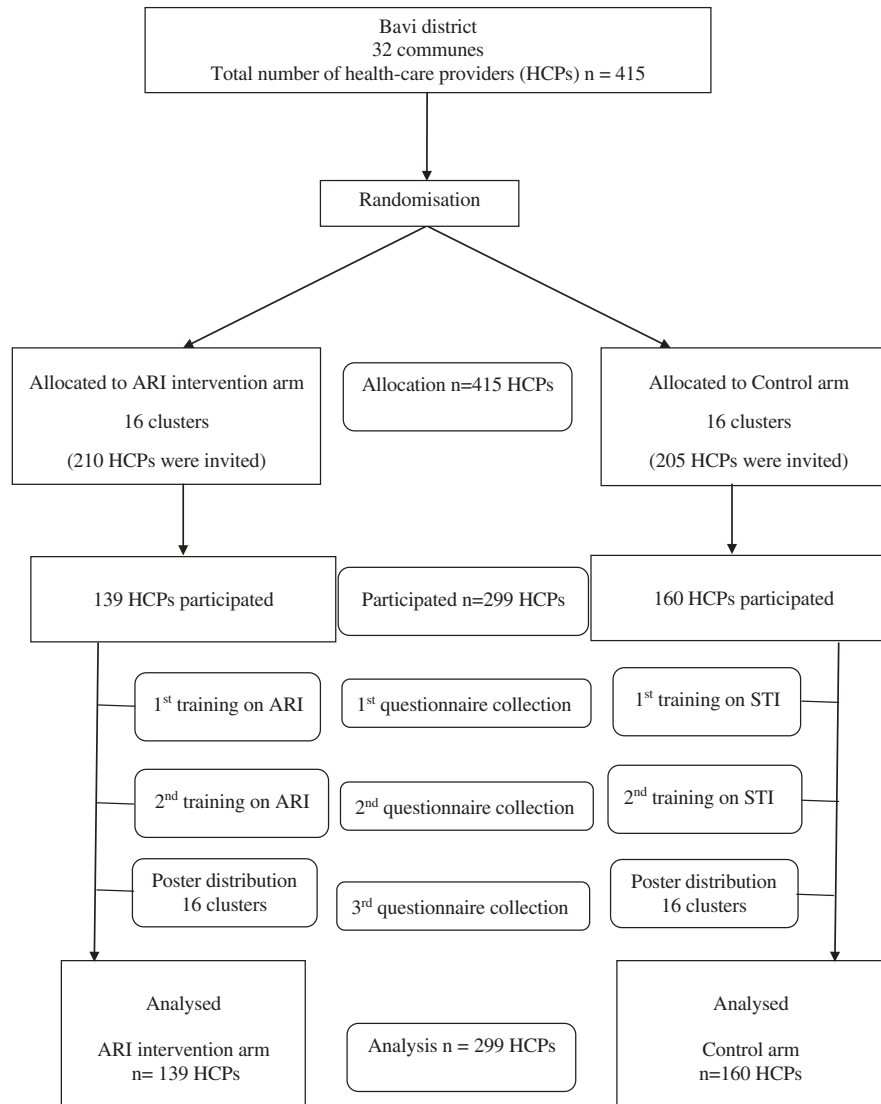 Bavi district
32 communes
Total number of health-care providers (HCPs) n = 415
Randomisation
Allocated to ARI intervention arm
16 clusters
(210 HCPs were invited)
Allocation n=415 HCPs
Allocated to Control arm
16 clusters
(205 HCPs were invited)
139 HCPs participated
Participated n=299 HCPs
160 HCPs participated
1st training on ARI
1st questionnaire collection
1st training on STI
2nd training on ARI
2nd questionnaire collection
2nd training on STI
Poster distribution
16 clusters
3rd questionnaire collection
Poster distribution
16 clusters
Analysed
ARI intervention arm
n= 139 HCPs
Analysis n = 299 HCPs
Analysed
Control arm
n=160 HCPs